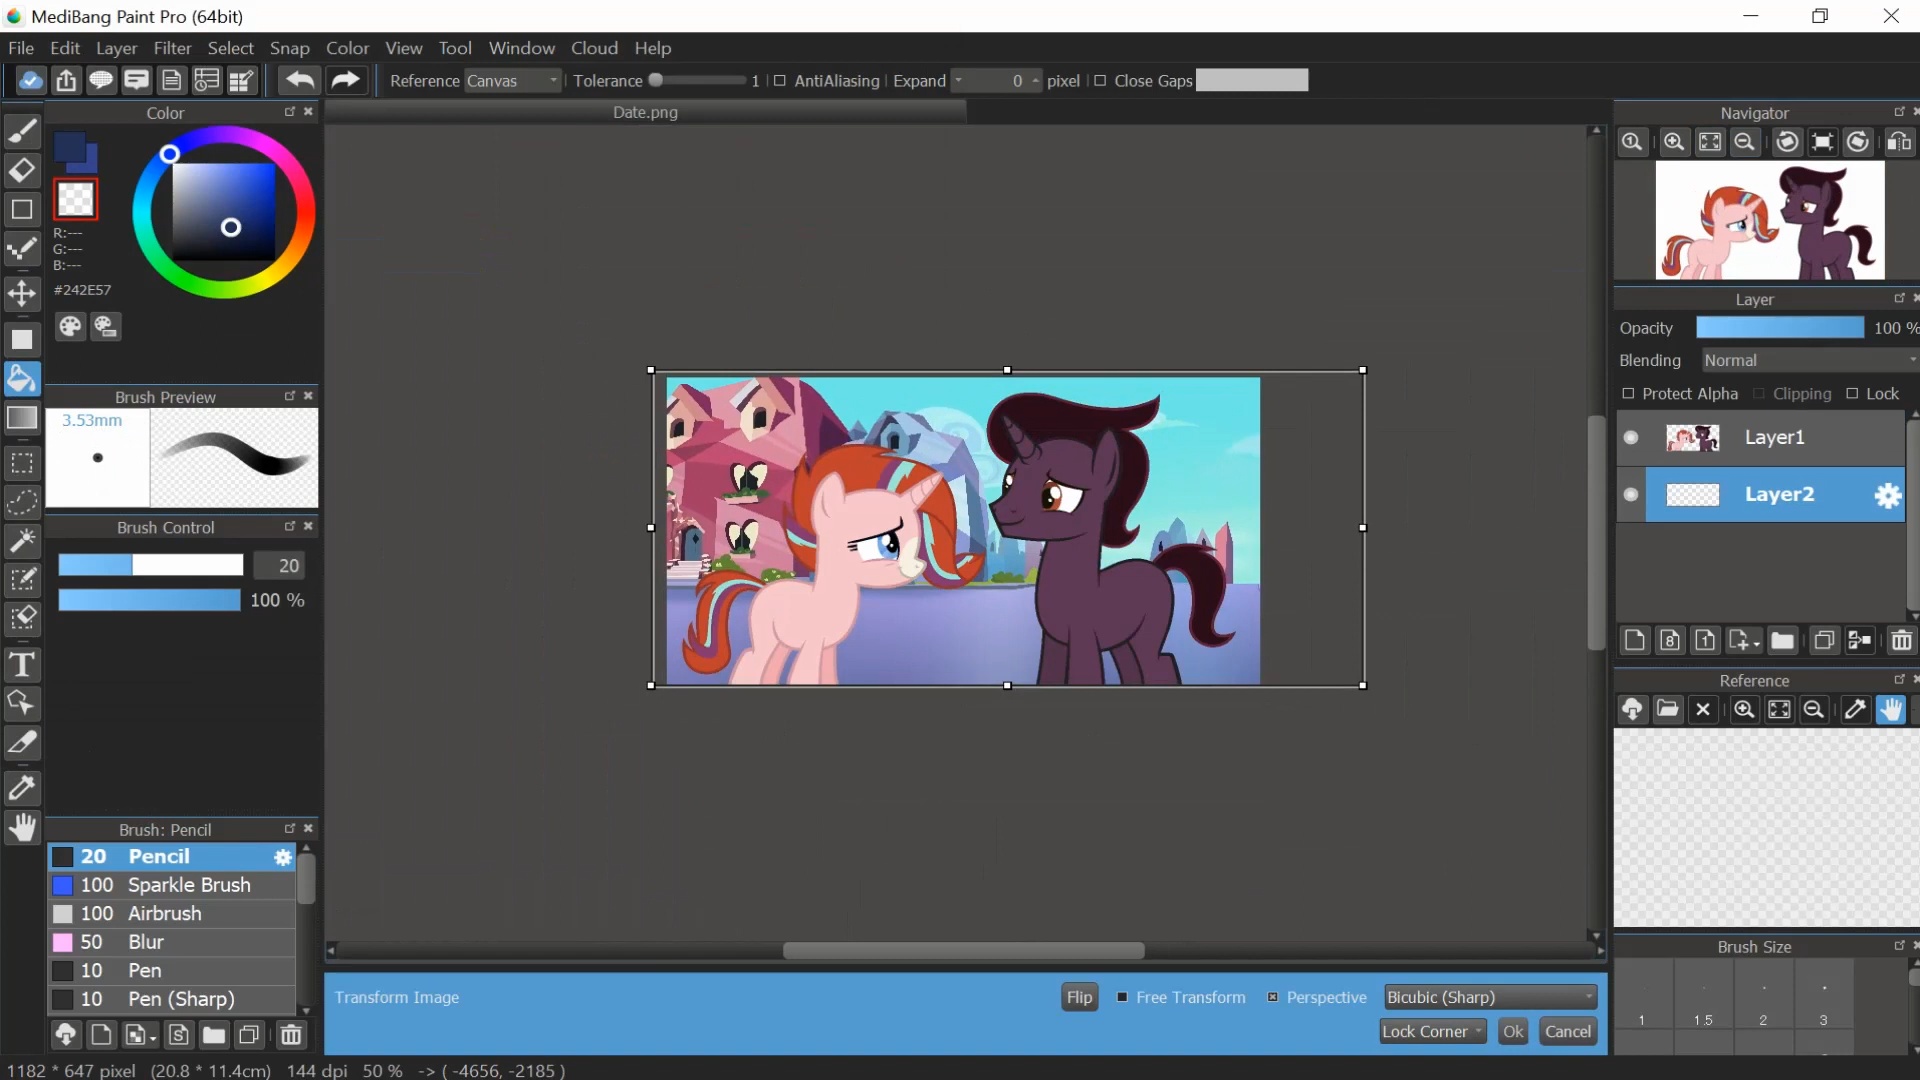 MediBang Paint Pro (64bit)
File Edit Layer Filter Select Snap Color View Tool Window Cloud Help
Reference Canvas Tolerance 1 AntiAliasing Expand 0 pixel Close Gaps
Color
Date.png
Navigator
R:---
G:---
B:---
#242E57
Layer
Opacity 100 %
Blending Normal
Protect Alpha Clipping Lock
Layer1
Layer2
Brush Preview
3.53mm
Brush Control
20
100 %
Reference
Brush: Pencil
20 Pencil
100 Sparkle Brush
100 Airbrush
50 Blur
10 Pen
10 Pen (Sharp)
Brush Size
1 1.5 2 3
Transform Image Flip Free Transform Perspective Bicubic (Sharp)
Lock Corner Ok Cancel
1182 * 647 pixel (20.8 * 11.4cm) 144 dpi 50 % -> ( -4656, -2185 )